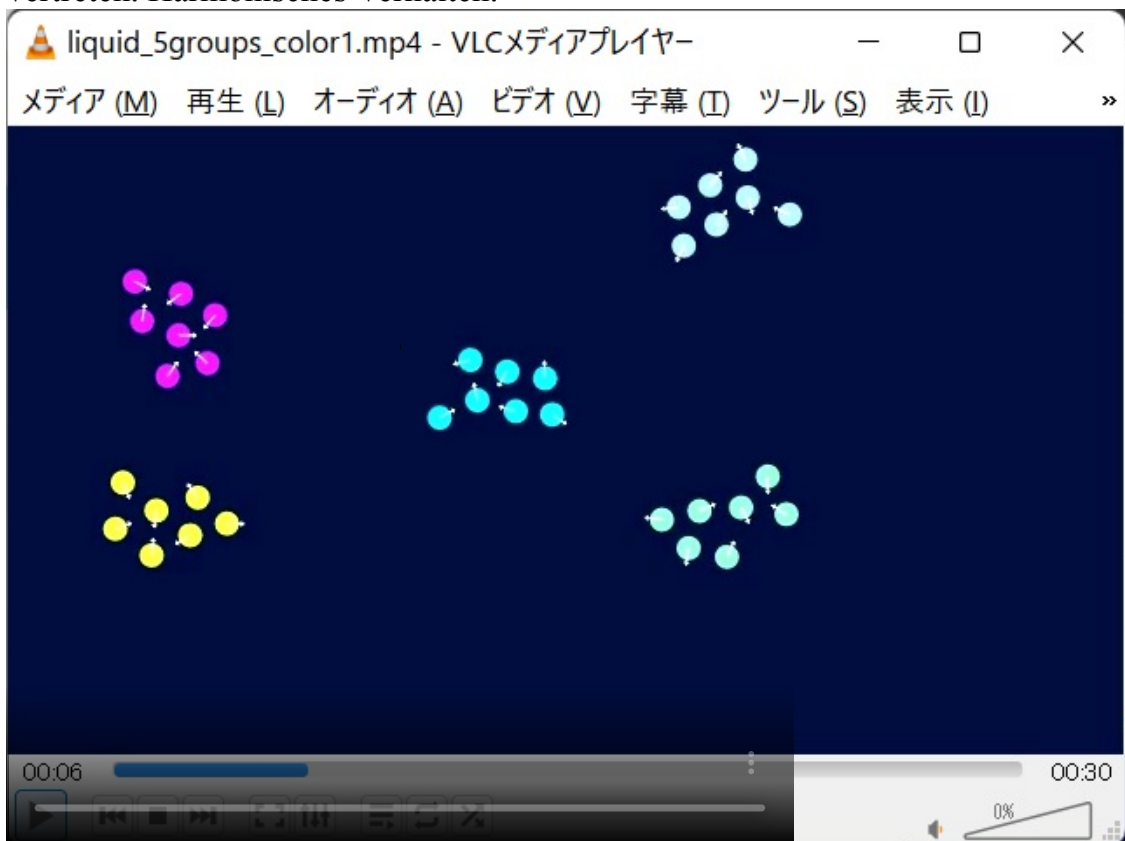 liquid_5groups_color1.mp4 - VLCメディアプレイヤー
メディア (M) 再生 (L) オーディオ (A) ビデオ (V) 字幕 (T) ツール (S) 表示 (I) »
00:06 00:30
0%